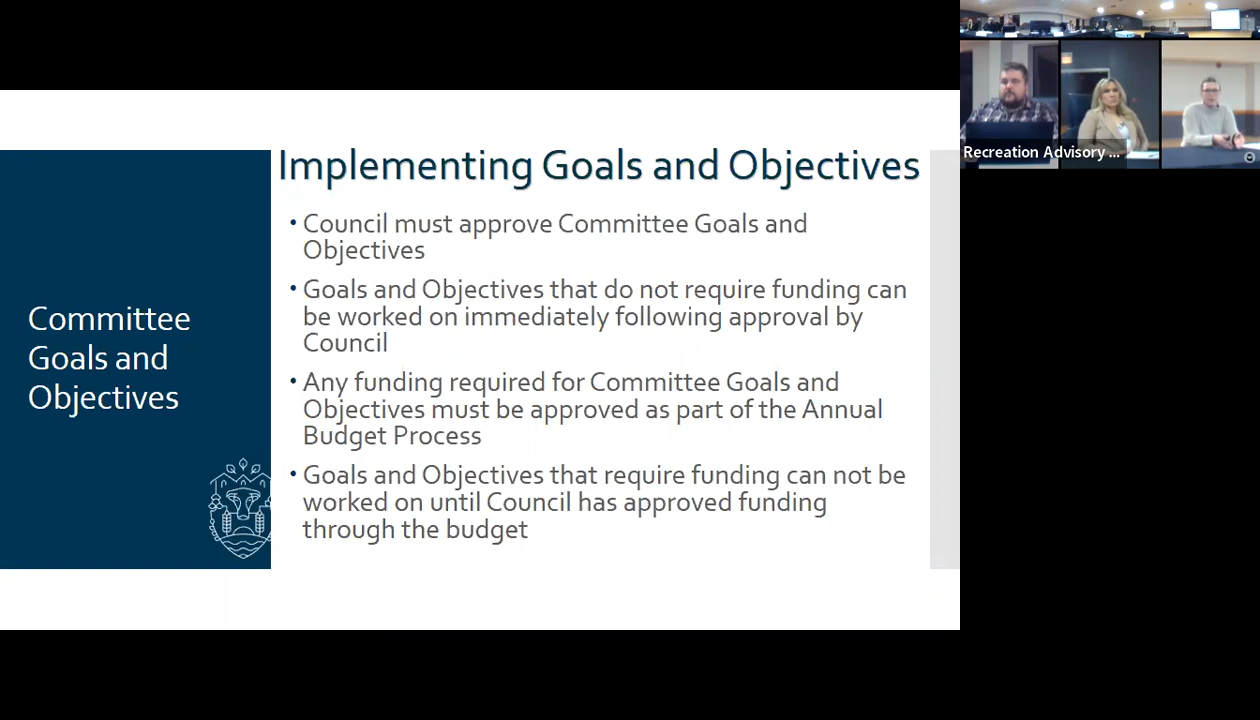 Implementing Goals and Objectives
• Council must approve Committee Goals and
Objectives
• Goals and Objectives that do not require funding can
be worked on immediately following approval by
Council
• Any funding required for Committee Goals and
Objectives must be approved as part of the Annual
Budget Process
• Goals and Objectives that require funding can not be
worked on until Council has approved funding
through the budget
Committee
Goals and
Objectives
Recreation Advisory ...